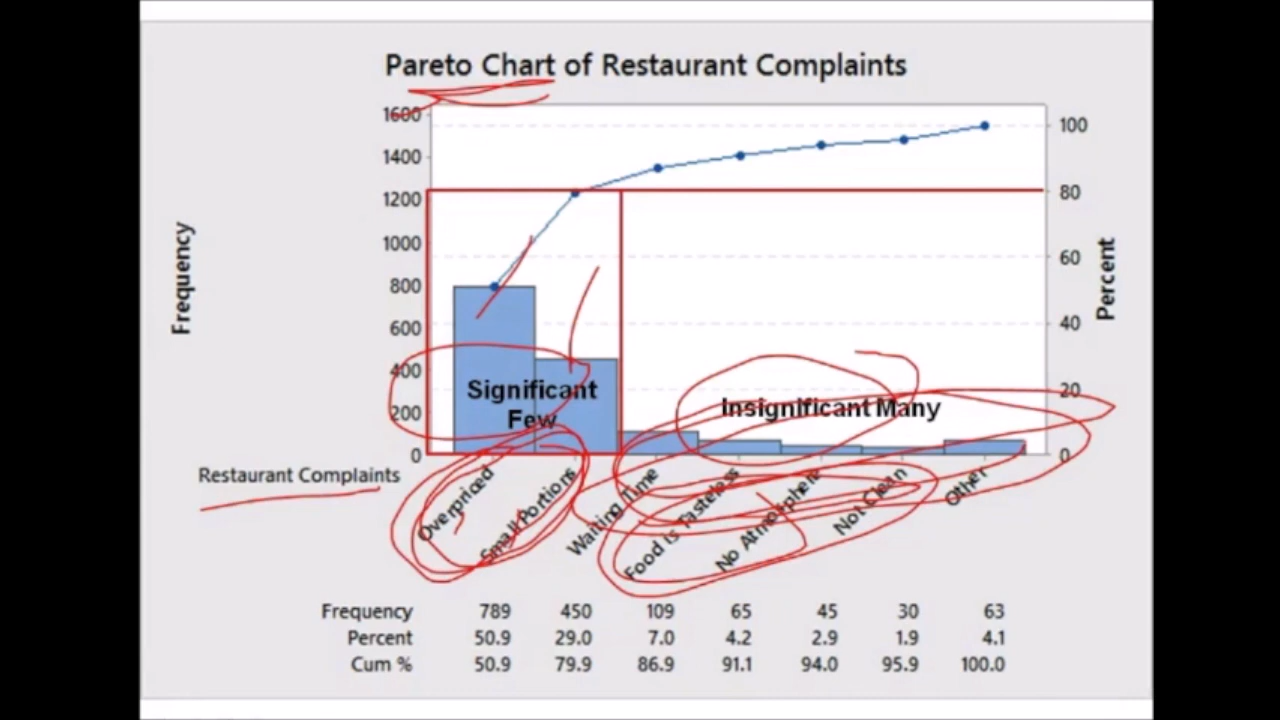 Pareto Chart of Restaurant Complaints
1600
1400
1200
1000
800
600
400
200
0
Frequency
100
80
60
40
20
0
Percent
Significant
Few
Insignificant Many
Restaurant Complaints
Overpriced
Small Portions
Waiting Time
Food is Tasteless
No Atmosphere
Not Clean
Other
Frequency 789 450 109 65 45 30 63
Percent 50.9 29.0 7.0 4.2 2.9 1.9 4.1
Cum % 50.9 79.9 86.9 91.1 94.0 95.9 100.0